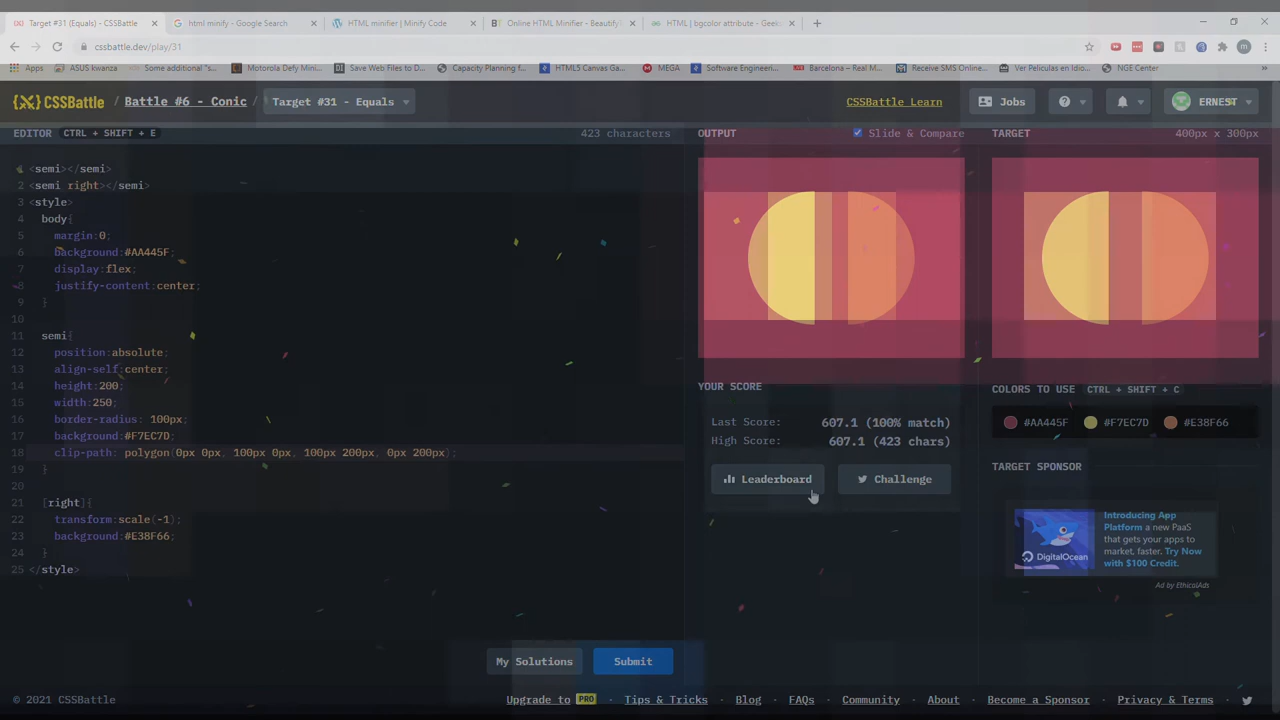 Target #31 (Equals) - CSSBattle
html minify - Google Search
HTML minifier | Minify Code
Online HTML Minifier - Beautify
HTML | bgcolor attribute - Geeks
cssbattle.dev/play/31
Apps
ASUS kwanza
Some additional "s...
Motorola Defy Mini...
Save Web Files to D...
Capacity Planning f...
HTML5 Canvas Ga...
MEGA
Software Engineeri...
Barcelona – Real M...
Receive SMS Online...
Ver Peliculas en Idio...
NGE Center
CSSBattle / Battle #6 - Conic / Target #31 - Equals
CSSBattle Learn
Jobs
ERNEST
EDITOR CTRL + SHIFT + E
423 characters
OUTPUT
Slide & Compare
TARGET
400px x 300px
1 <semi></semi>
2 <semi right></semi>
3 <style>
4 body{
5 margin:0;
6 background:#AA445F;
7 display:flex;
8 justify-content:center;
9 }
10
11 semi{
12 position:absolute;
13 align-self:center;
14 height:200;
15 width:250;
16 border-radius: 100px;
17 background:#F7EC7D;
18 clip-path: polygon(0px 0px, 100px 0px, 100px 200px, 0px 200px);
19 }
20
21 [right]{
22 transform:scale(-1);
23 background:#E38F66;
24 }
25 </style>
YOUR SCORE
Last Score: 607.1 (100% match)
High Score: 607.1 (423 chars)
Leaderboard
Challenge
COLORS TO USE CTRL + SHIFT + C
#AA445F
#F7EC7D
#E38F66
TARGET SPONSOR
DigitalOcean
Introducing App
Platform a new PaaS
that gets your apps to
market, faster. Try Now
with $100 Credit.
Ad by EthicalAds
My Solutions
Submit
© 2021 CSSBattle
Upgrade to PRO
Tips & Tricks
Blog
FAQs
Community
About
Become a Sponsor
Privacy & Terms